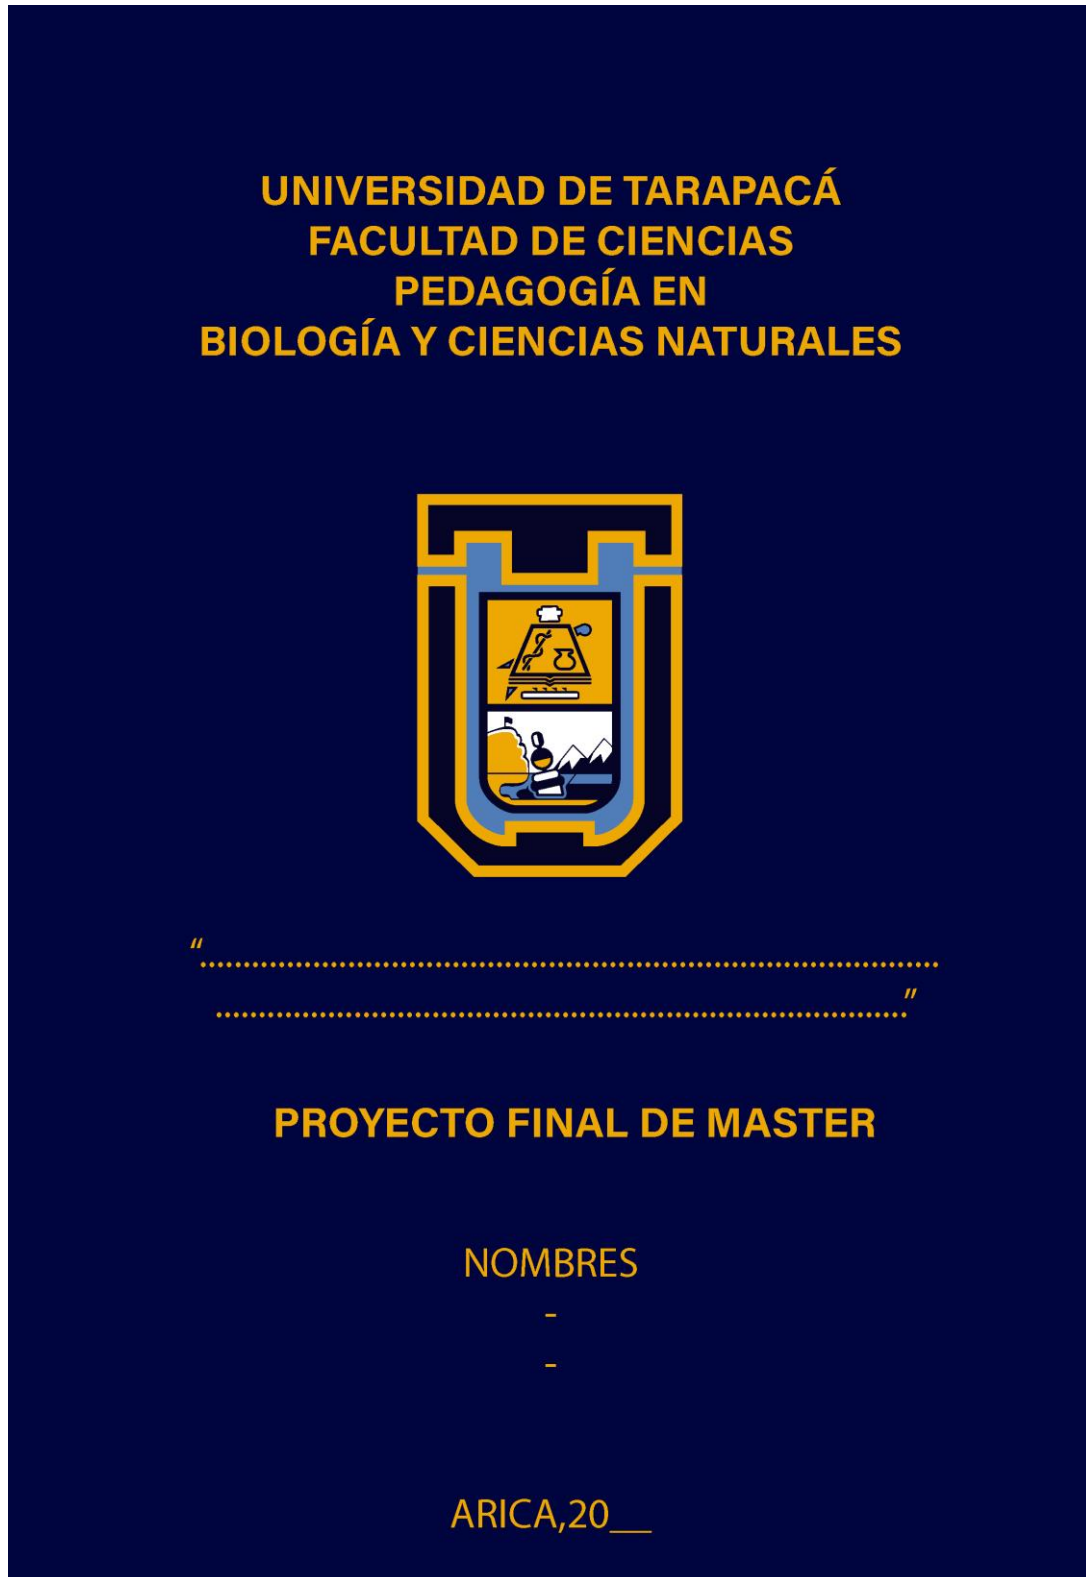 UNIVERSIDAD DE TARAPACÁ
FACULTAD DE CIENCIAS
PEDAGOGÍA EN
BIOLOGÍA Y CIENCIAS NATURALES
“.....................................................................................
................................................................................”
PROYECTO FINAL DE MASTER
NOMBRES
-
-
ARICA,20__